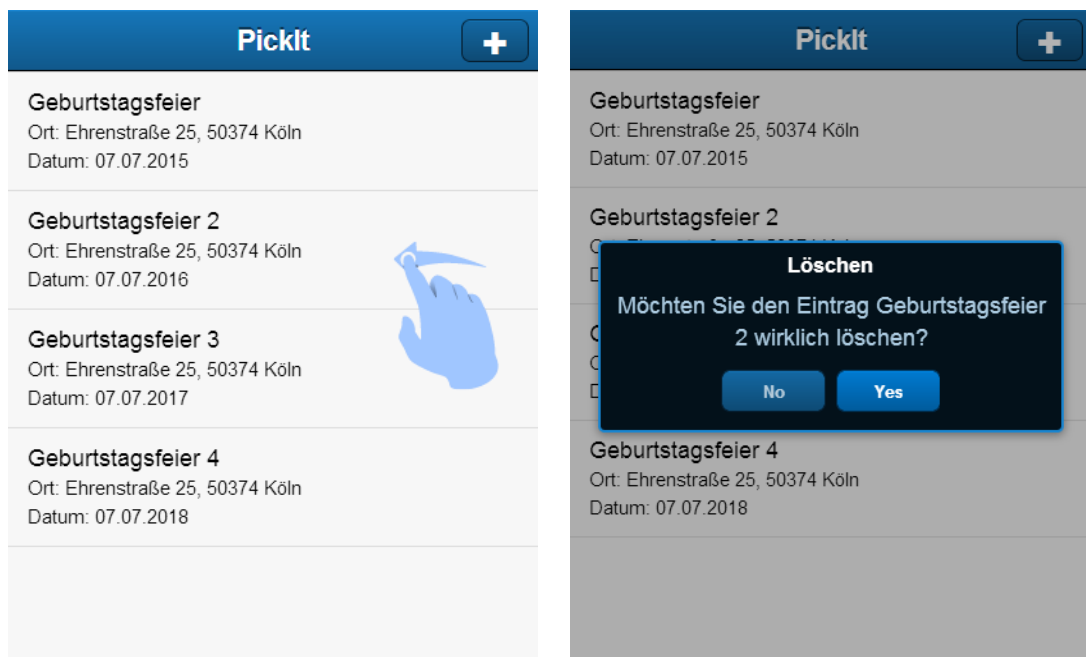 PickIt
Geburtstagsfeier
Ort: Ehrenstraße 25, 50374 Köln
Datum: 07.07.2015
Geburtstagsfeier 2
Ort: Ehrenstraße 25, 50374 Köln
Datum: 07.07.2016
Geburtstagsfeier 3
Ort: Ehrenstraße 25, 50374 Köln
Datum: 07.07.2017
Geburtstagsfeier 4
Ort: Ehrenstraße 25, 50374 Köln
Datum: 07.07.2018
PickIt
Geburtstagsfeier
Ort: Ehrenstraße 25, 50374 Köln
Datum: 07.07.2015
Geburtstagsfeier 2
Löschen
Möchten Sie den Eintrag Geburtstagsfeier
2 wirklich löschen?
No Yes
Geburtstagsfeier 4
Ort: Ehrenstraße 25, 50374 Köln
Datum: 07.07.2018